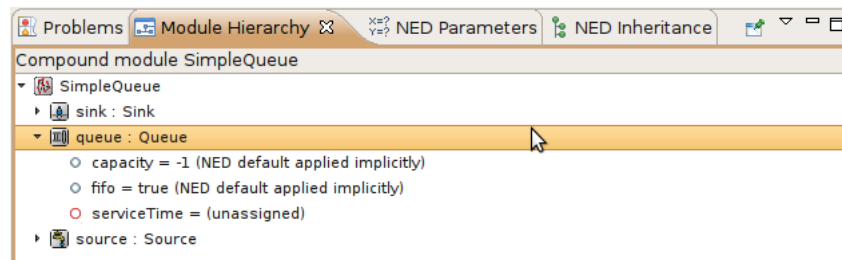 Problems Module Hierarchy X=? Y=? NED Parameters NED Inheritance
Compound module SimpleQueue
SimpleQueue
sink : Sink
queue : Queue
capacity = -1 (NED default applied implicitly)
fifo = true (NED default applied implicitly)
serviceTime = (unassigned)
source : Source